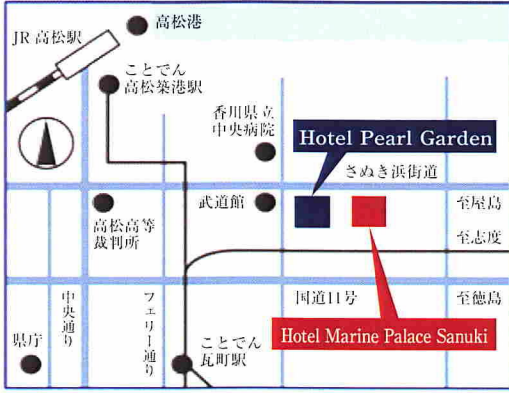 高松港
JR 高松駅
ことでん
高松築港駅
香川県立
中央病院
Hotel Pearl Garden
さぬき浜街道
武道館
至屋島
高松高等
裁判所
至志度
中央通り
フェリー通り
国道11号
至徳島
Hotel Marine Palace Sanuki
県庁
ことでん
瓦町駅